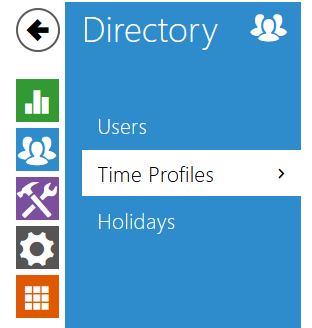 Directory
Users
Time Profiles
Holidays